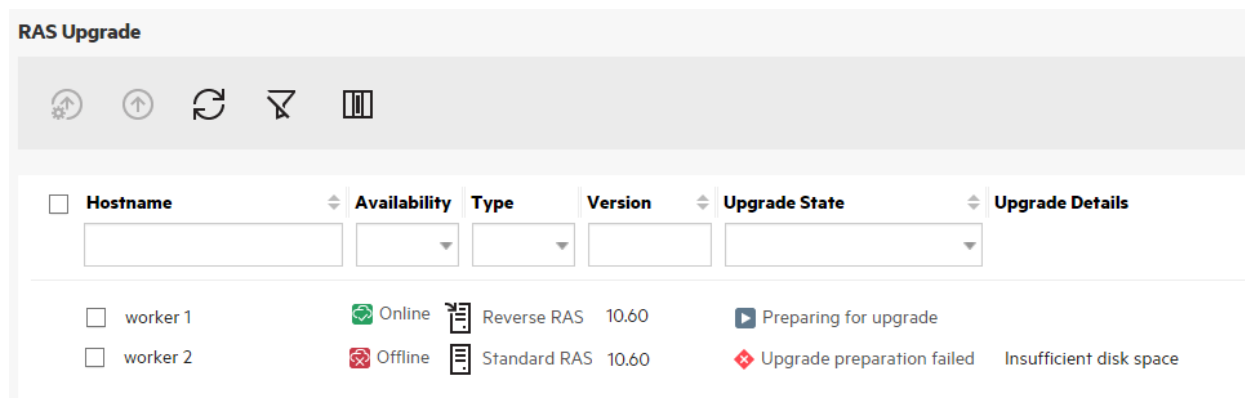 RAS Upgrade
Hostname Availability Type Version Upgrade State Upgrade Details
worker 1 Online Reverse RAS 10.60 Preparing for upgrade
worker 2 Offline Standard RAS 10.60 Upgrade preparation failed Insufficient disk space